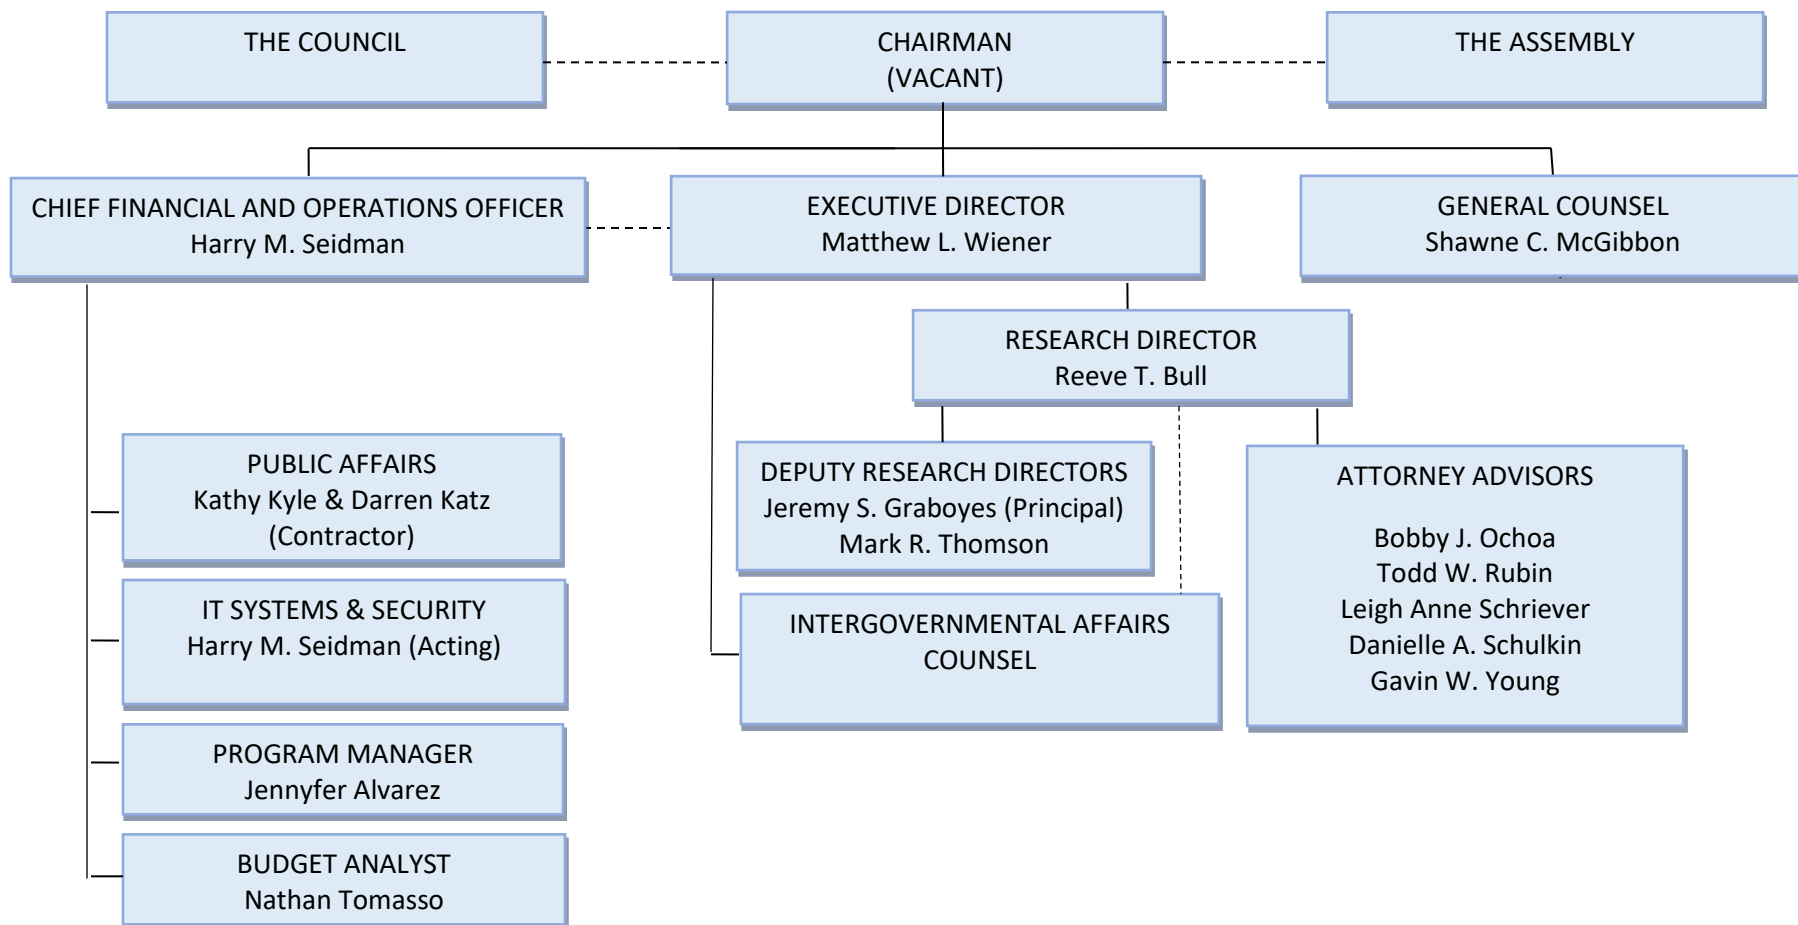 THE COUNCIL
CHAIRMAN
(VACANT)
THE ASSEMBLY
CHIEF FINANCIAL AND OPERATIONS OFFICER
Harry M. Seidman
EXECUTIVE DIRECTOR
Matthew L. Wiener
GENERAL COUNSEL
Shawne C. McGibbon
RESEARCH DIRECTOR
Reeve T. Bull
PUBLIC AFFAIRS
Kathy Kyle & Darren Katz
(Contractor)
DEPUTY RESEARCH DIRECTORS
Jeremy S. Graboyes (Principal)
Mark R. Thomson
ATTORNEY ADVISORS
Bobby J. Ochoa
Todd W. Rubin
Leigh Anne Schriever
Danielle A. Schulkin
Gavin W. Young
IT SYSTEMS & SECURITY
Harry M. Seidman (Acting)
INTERGOVERNMENTAL AFFAIRS
COUNSEL
PROGRAM MANAGER
Jennyfer Alvarez
BUDGET ANALYST
Nathan Tomasso